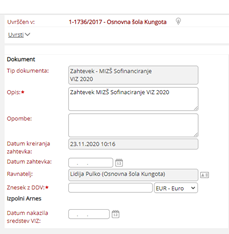 Uvrščen v: 1-1736/2017 - Osnovna šola Kungota
Uvrsti
Dokument
Tip dokumenta: Zahtevek - MIZŠ Sofinanciranje
VIZ 2020
Opis:* Zahtevek MIZŠ Sofinaciranje VIZ 2020
Opombe:
Datum kreiranja 23.11.2020 10:16
zahtevka:
Datum zahtevka: . .
Ravnatelj: Lidija Pulko (Osnovna šola Kungota)
Znesek z DDV:* EUR - Euro
Izpolni Arnes
Datum nakazila . .
sredstev VIZ: